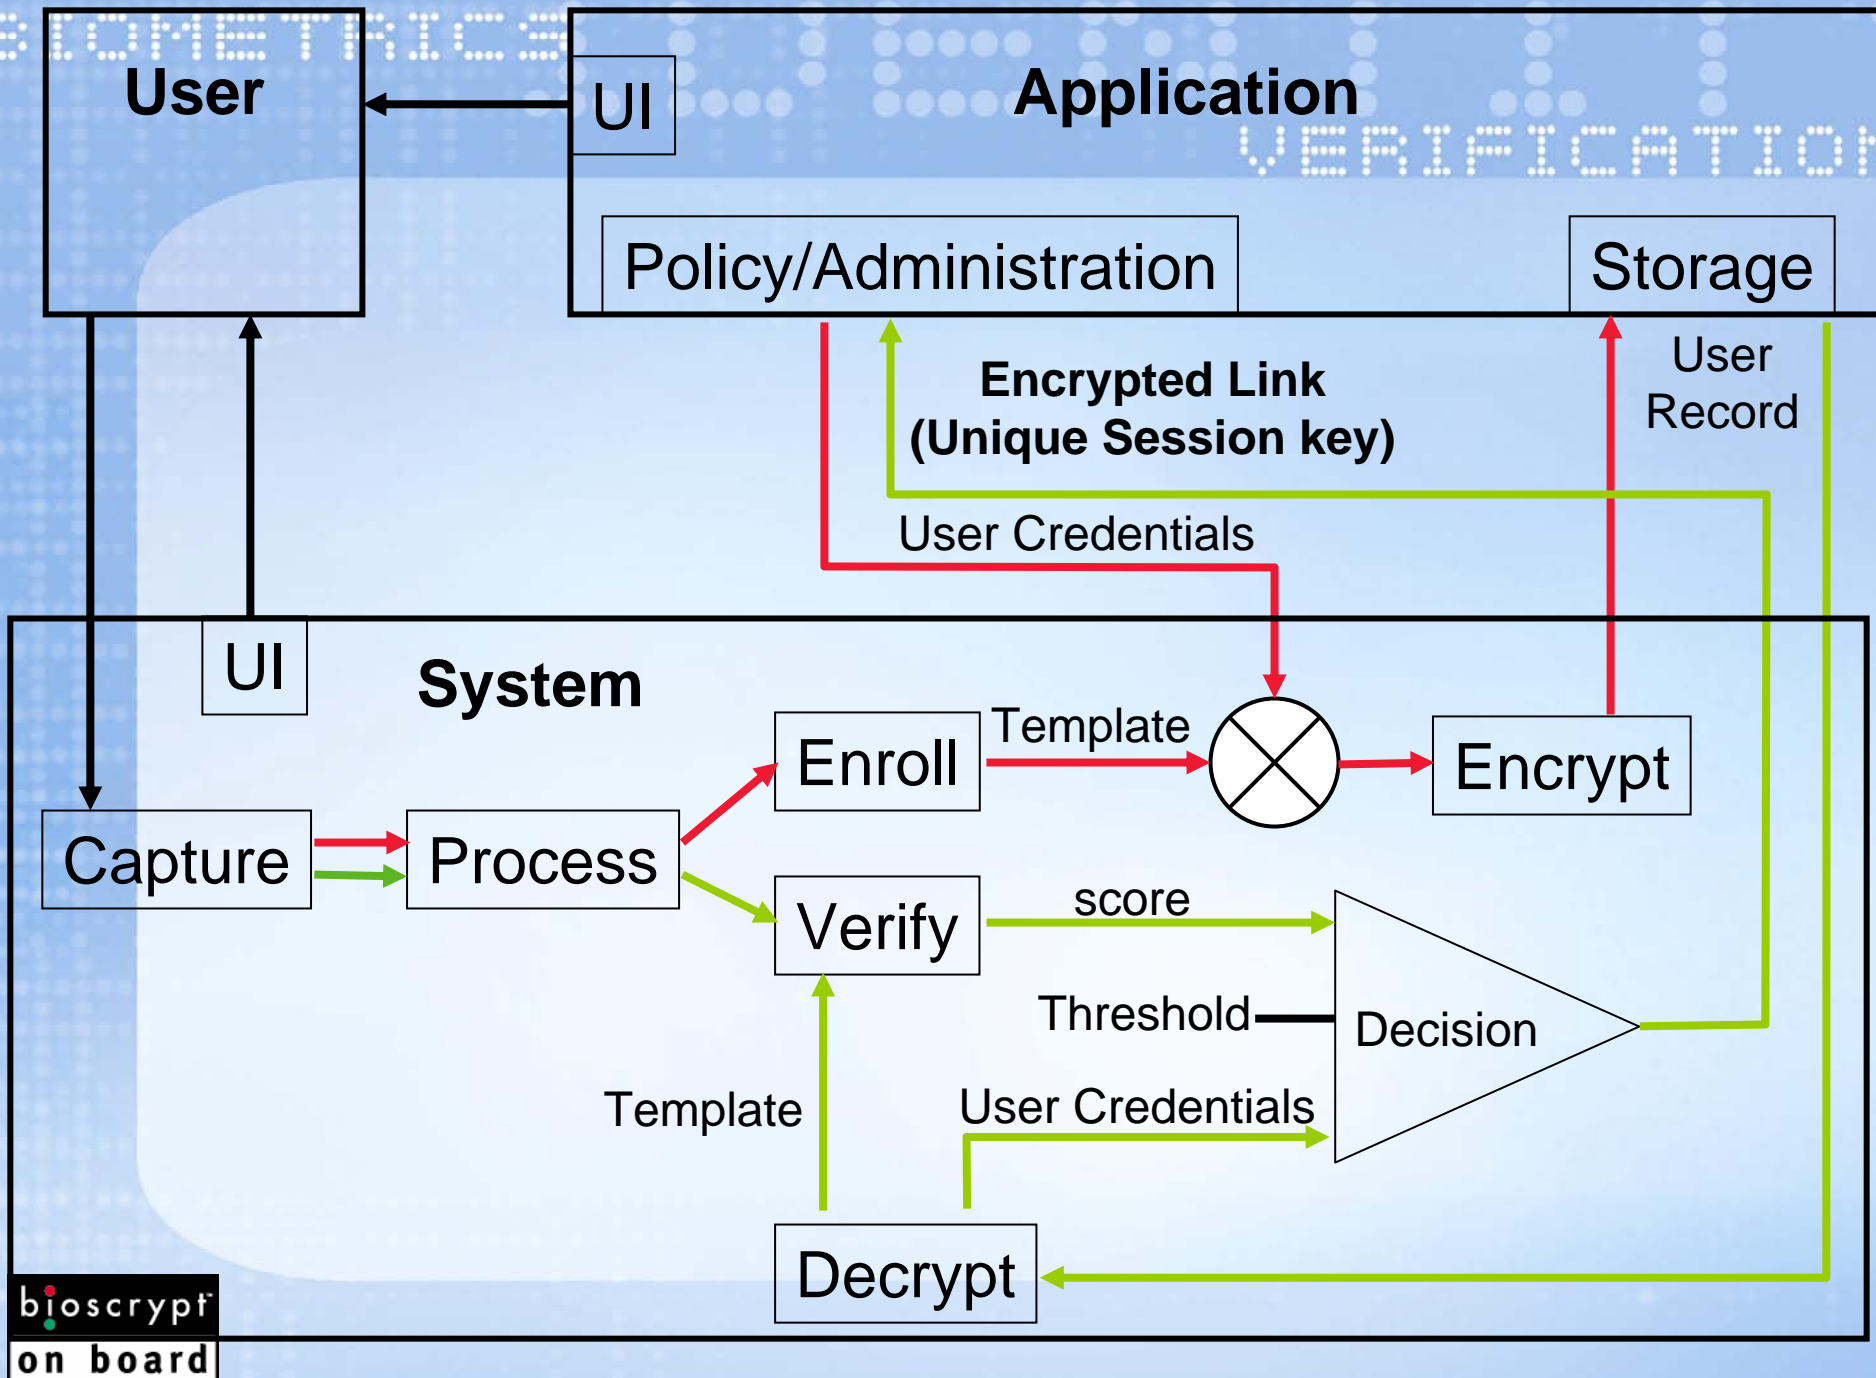 BIOMETRICS
VERIFICATION
User
UI
Application
Policy/Administration
Storage
Encrypted Link
(Unique Session key)
User
Record
User Credentials
UI
System
Enroll
Template
Encrypt
Capture
Process
Verify
score
Threshold
Decision
Template
User Credentials
Decrypt
bioscrypt™
on board